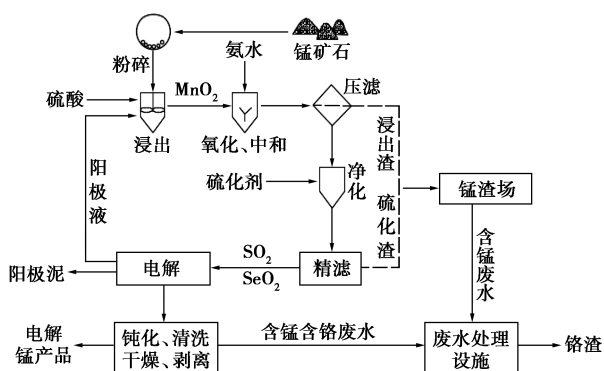 锰矿石
粉碎
氨水
MnO₂
硫酸
浸出
氧化、中和
压滤
浸出渣
硫化渣
阳极液
硫化剂
净化
锰渣场
含锰废水
阳极泥
电解
SO₂
SeO₂
精滤
电解
锰产品
钝化、清洗
干燥、剥离
含锰含铬废水
废水处理
设施
铬渣